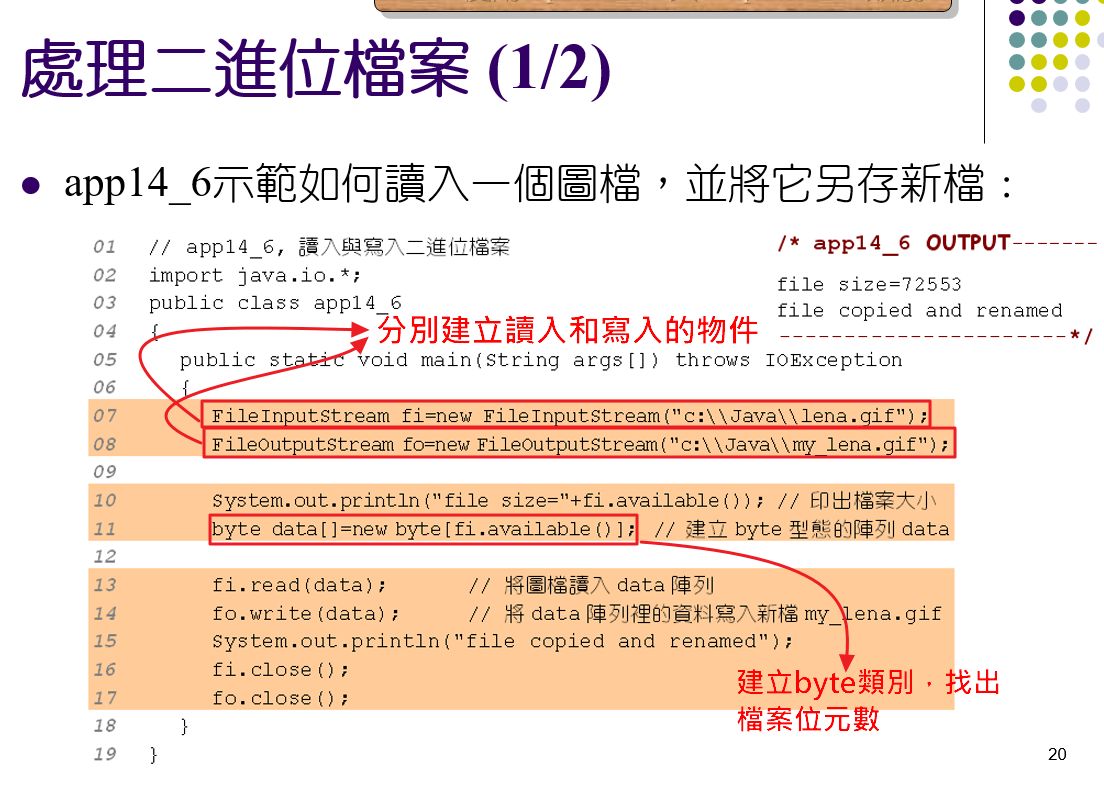 處理二進位檔案 (1/2)
app14_6示範如何讀入一個圖檔，並將它另存新檔：
01 // app14_6, 讀入與寫入二進位檔案
02 import java.io.*;
03 public class app14_6
04 {
05 public static void main(String args[]) throws IOException
06 {
07 FileInputStream fi=new FileInputStream("c:\\Java\\lena.gif");
08 FileOutputStream fo=new FileOutputStream("c:\\Java\\my_lena.gif");
09
10 System.out.println("file size="+fi.available()); // 印出檔案大小
11 byte data[]=new byte[fi.available()]; // 建立 byte 型態的陣列 data
12
13 fi.read(data); // 將圖檔讀入 data 陣列
14 fo.write(data); // 將 data 陣列裡的資料寫入新檔 my_lena.gif
15 System.out.println("file copied and renamed");
16 fi.close();
17 fo.close();
18 }
19 }
/* app14_6 OUTPUT-------
file size=72553
file copied and renamed
----------------------*/
分別建立讀入和寫入的物件
建立byte類別，找出
檔案位元數
20